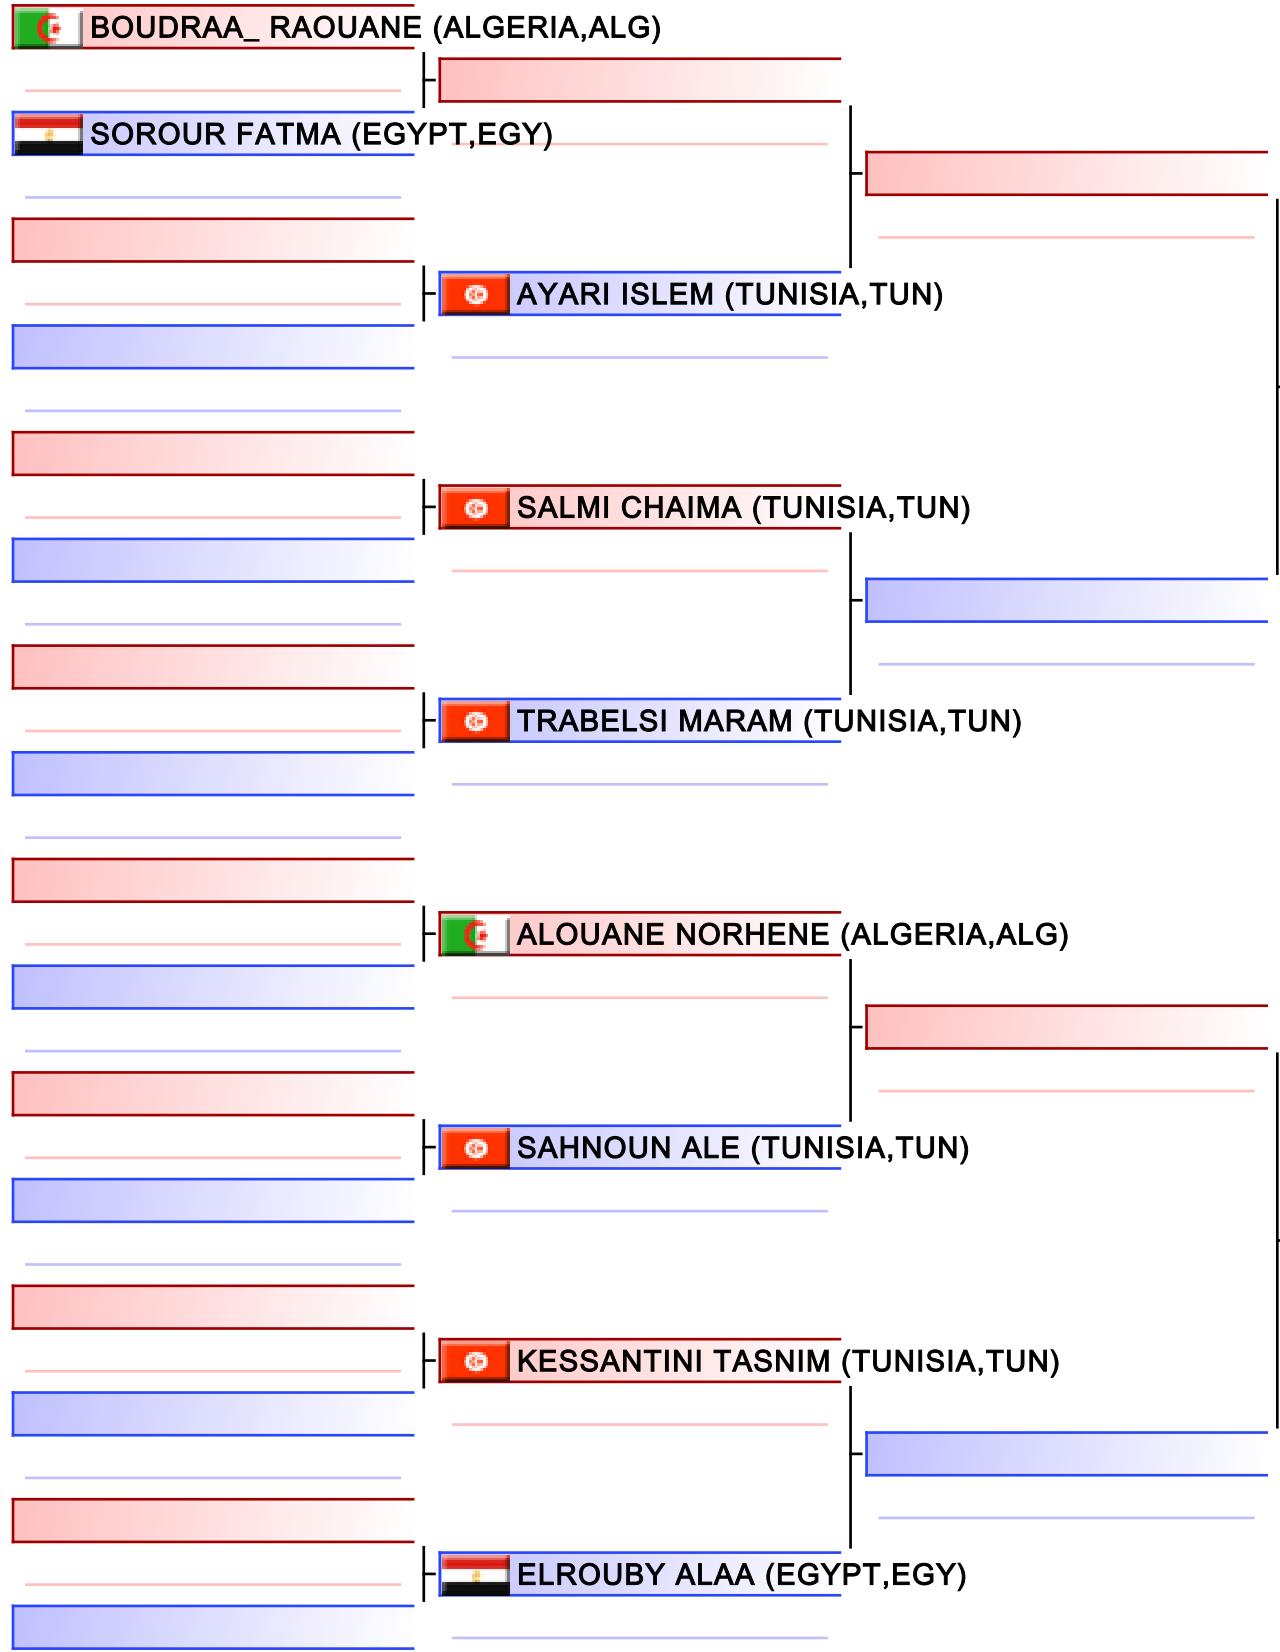 BOUDRAA_ RAOUANE (ALGERIA,ALG)
SOROUR FATMA (EGYPT,EGY)
AYARI ISLEM (TUNISIA,TUN)
SALMI CHAIMA (TUNISIA,TUN)
TRABELSI MARAM (TUNISIA,TUN)
ALOUANE NORHENE (ALGERIA,ALG)
SAHNOUN ALE (TUNISIA,TUN)
KESSANTINI TASNIM (TUNISIA,TUN)
ELROUBY ALAA (EGYPT,EGY)